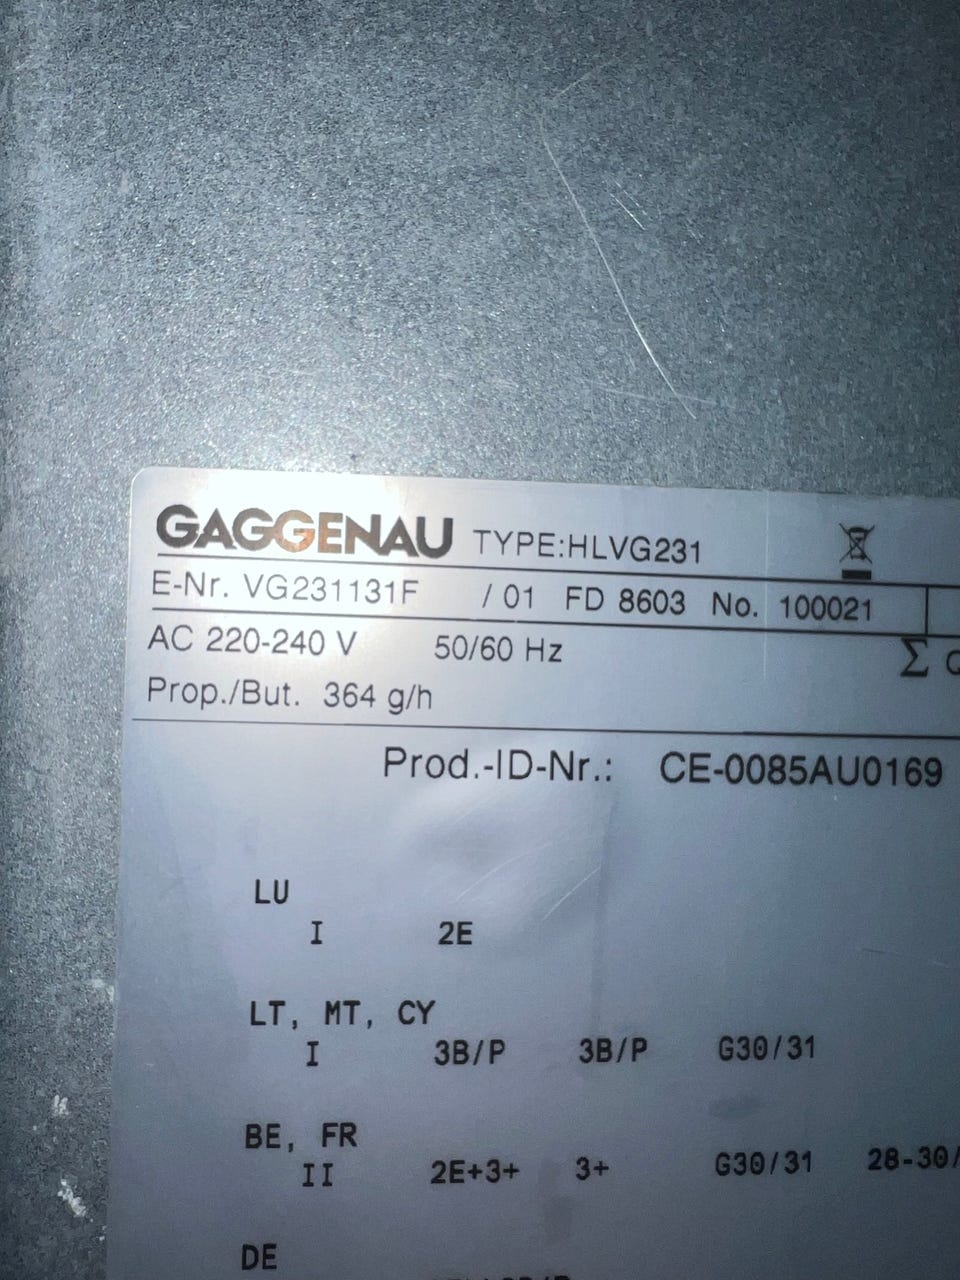 GAGGENAU TYPE:HLVG231
E-Nr. VG231131F / 01 FD 8603 No. 100021
AC 220-240 V 50/60 Hz Σ
Prop./But. 364 g/h
Prod.-ID-Nr.: CE-0085AU0169
LU
I 2E
LT, MT, CY
I 3B/P 3B/P G30/31
BE, FR
II 2E+3+ 3+ G30/31 28-30/
DE